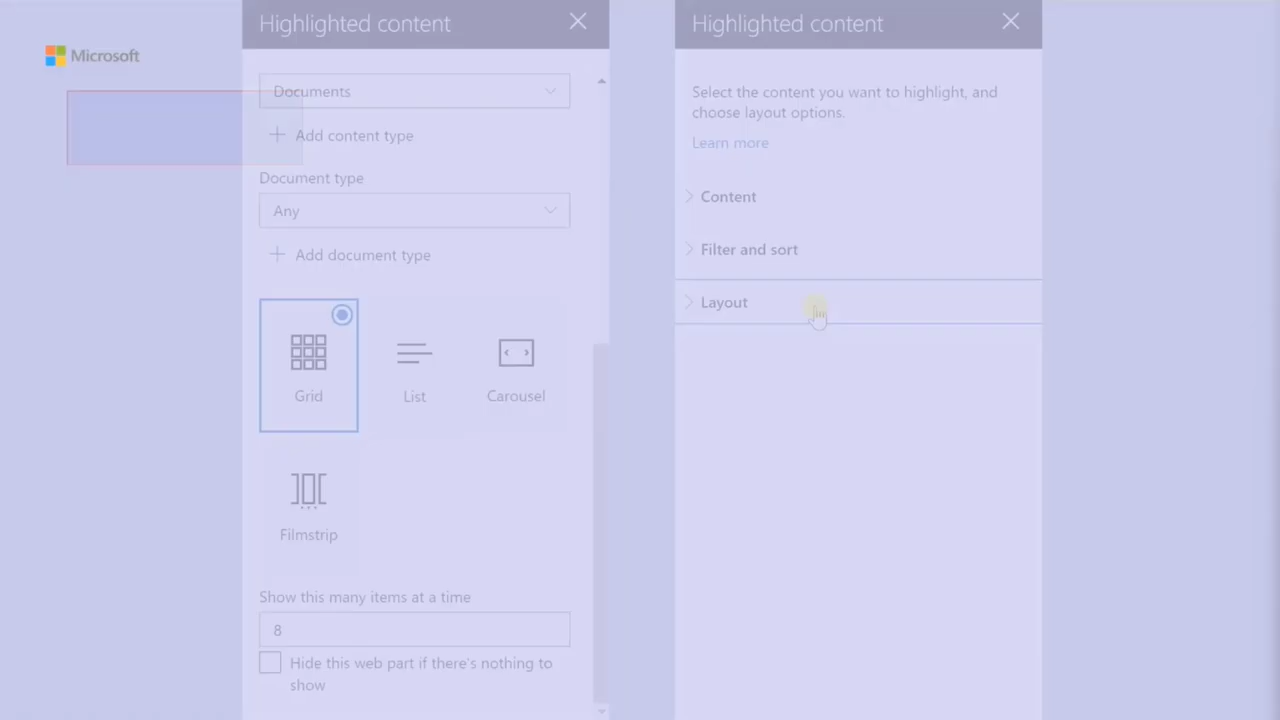 Microsoft
Highlighted content
Documents
Add content type
Document type
Any
Add document type
Grid
List
Carousel
Filmstrip
Show this many items at a time
8
Hide this web part if there's nothing to
show
Highlighted content
Select the content you want to highlight, and
choose layout options.
Learn more
Content
Filter and sort
Layout